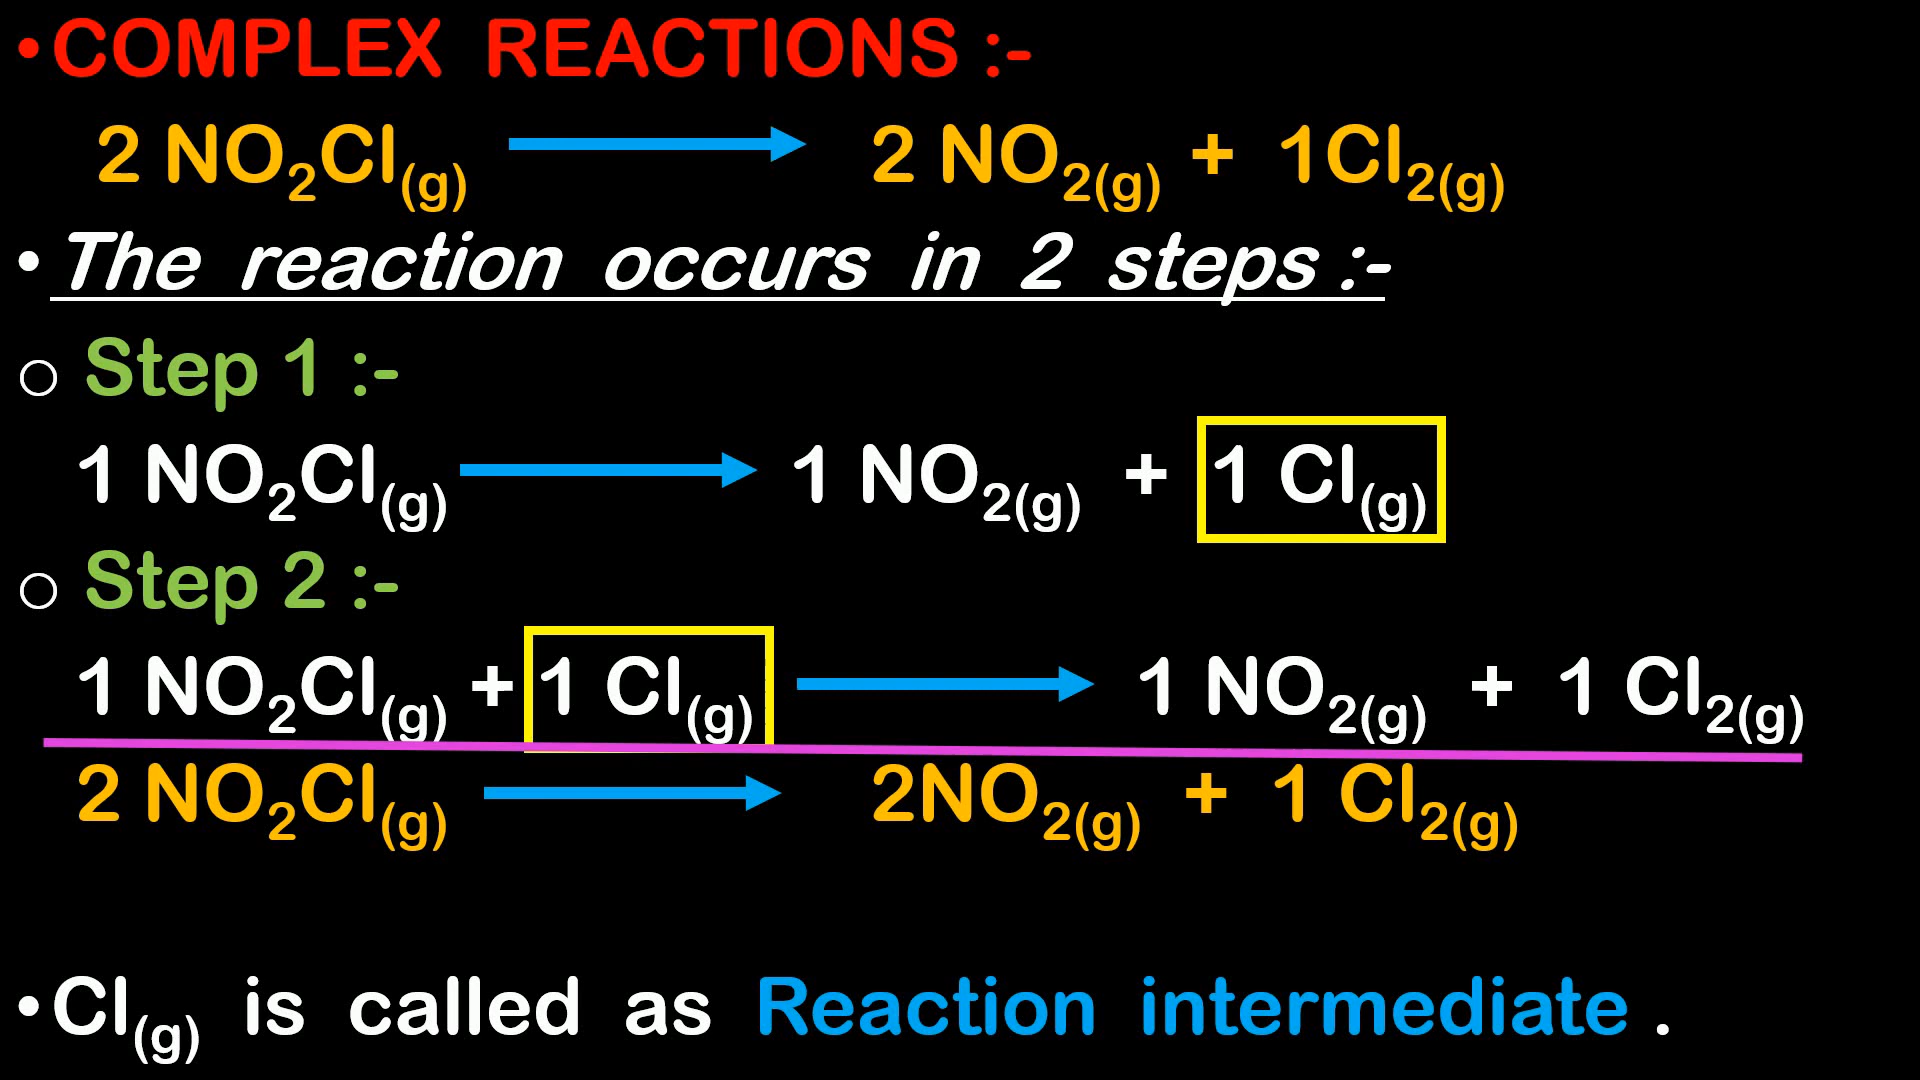 •COMPLEX REACTIONS :-
2 NO₂Cl₍g₎ ⟶ 2 NO₂₍g₎ + 1Cl₂₍g₎
• The reaction occurs in 2 steps :-
o Step 1 :-
1 NO₂Cl₍g₎ ⟶ 1 NO₂₍g₎ + 1 Cl₍g₎
o Step 2 :-
1 NO₂Cl₍g₎ + 1 Cl₍g₎ ⟶ 1 NO₂₍g₎ + 1 Cl₂₍g₎
2 NO₂Cl₍g₎ ⟶ 2NO₂₍g₎ + 1 Cl₂₍g₎
•Cl₍g₎ is called as Reaction intermediate .